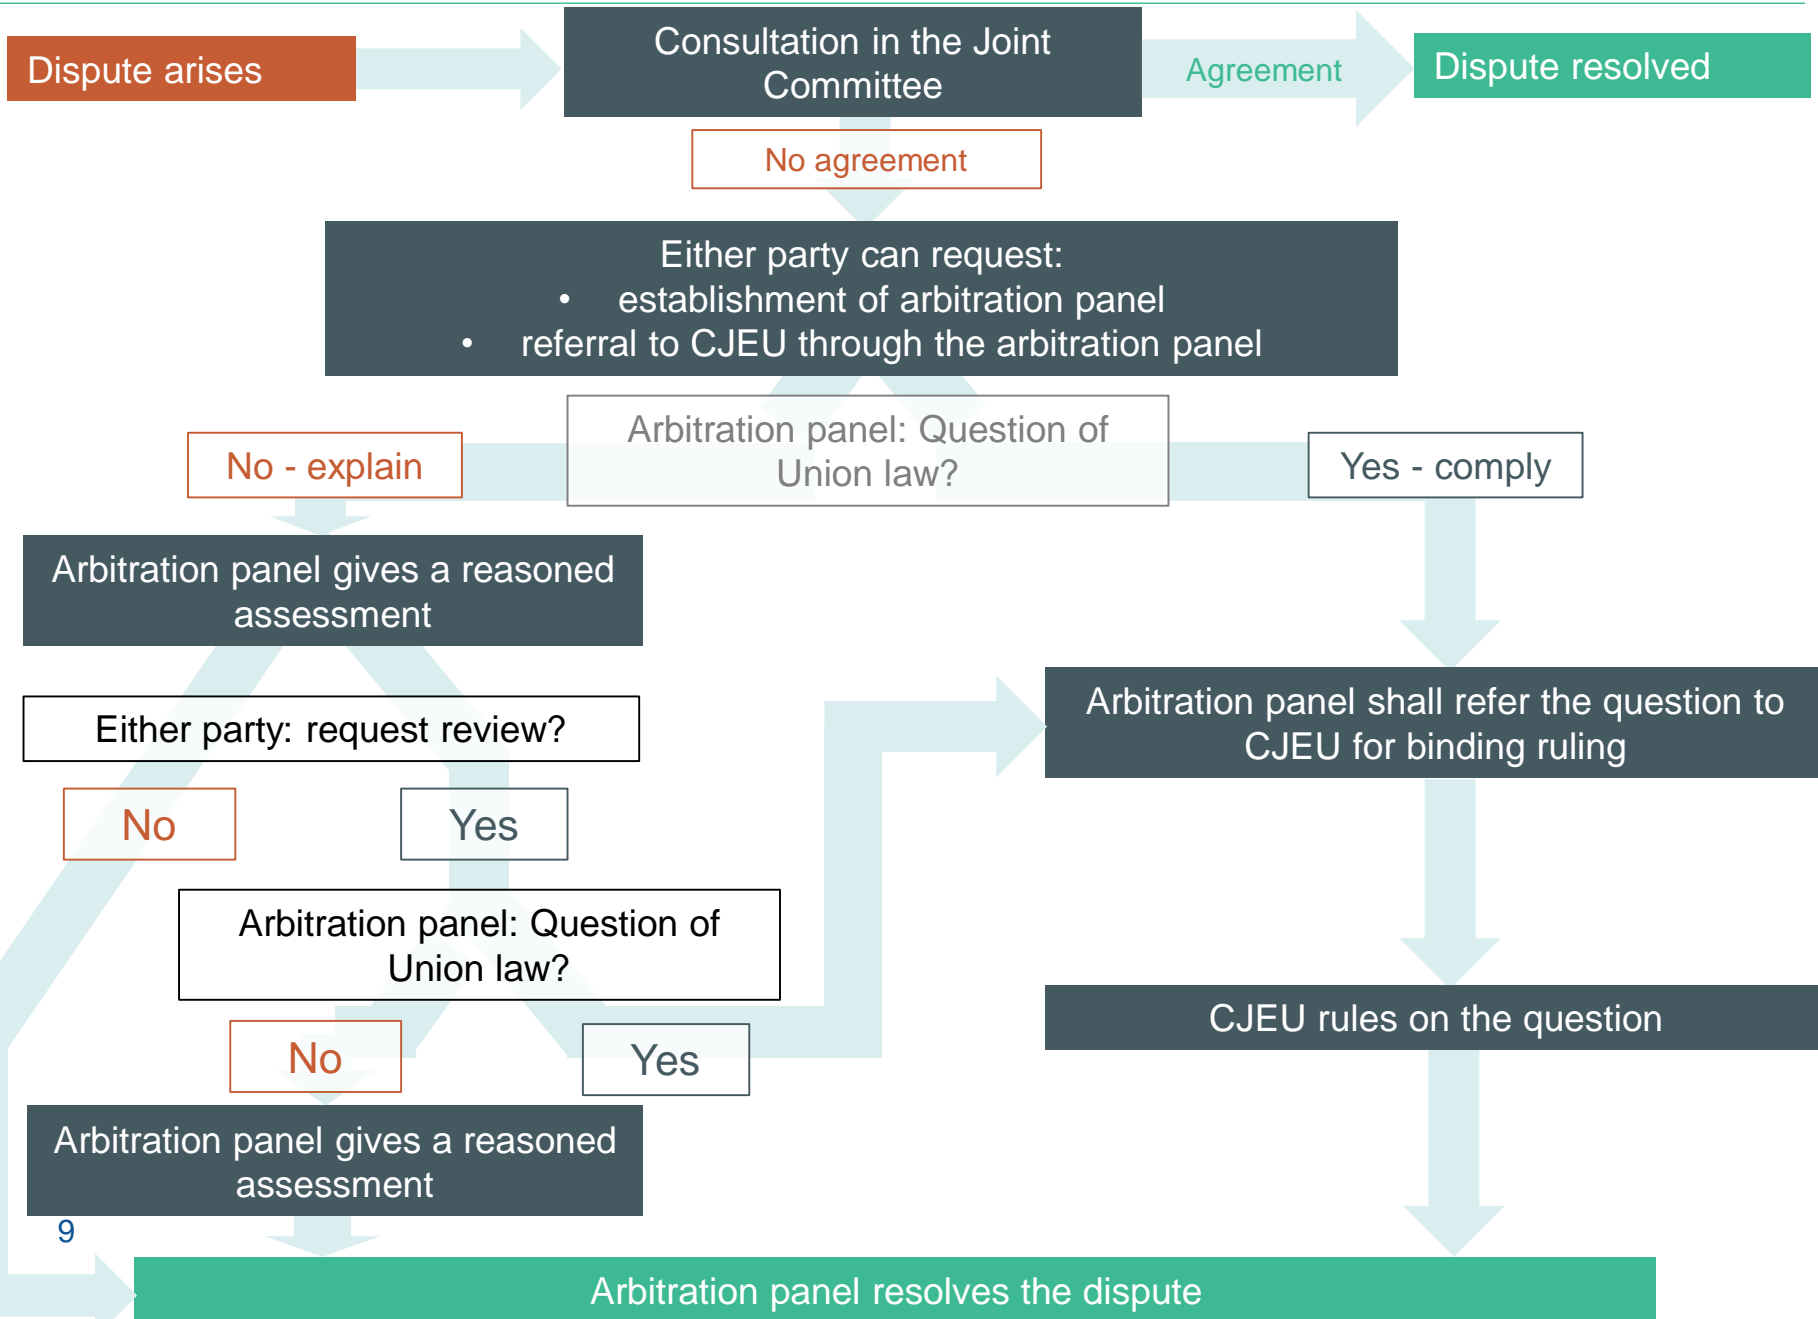 Dispute arises
Consultation in the Joint
Committee
Agreement
Dispute resolved
No agreement
Either party can request:
• establishment of arbitration panel
• referral to CJEU through the arbitration panel
Arbitration panel: Question of
Union law?
No - explain
Yes - comply
Arbitration panel gives a reasoned
assessment
Either party: request review?
Arbitration panel shall refer the question to
CJEU for binding ruling
No
Yes
Arbitration panel: Question of
Union law?
CJEU rules on the question
No
Yes
Arbitration panel gives a reasoned
assessment
9
Arbitration panel resolves the dispute